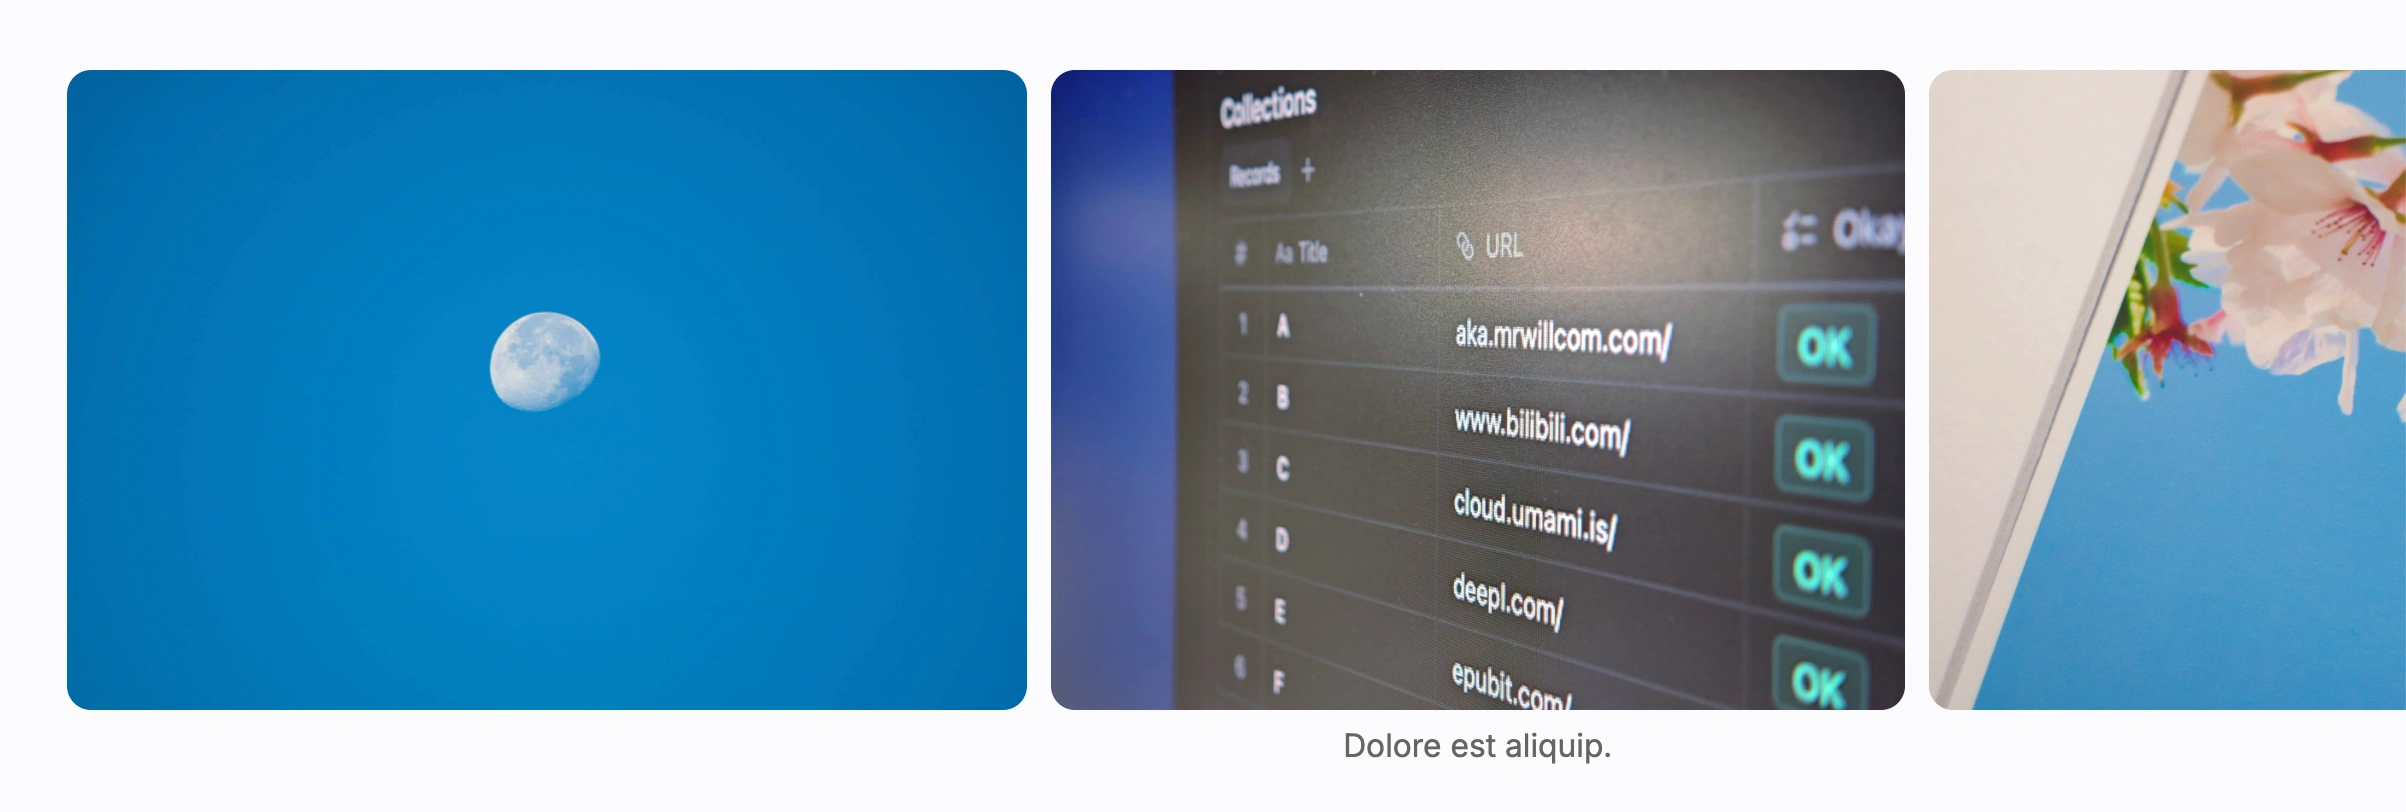 Collections
Records +
# Aa Title URL Okay
1 A aka.mrwillcom.com/ OK
2 B www.bilibili.com/ OK
3 C cloud.umami.is/ OK
4 D deepl.com/ OK
5 E epubit.com/
6 F
Dolore est aliquip.